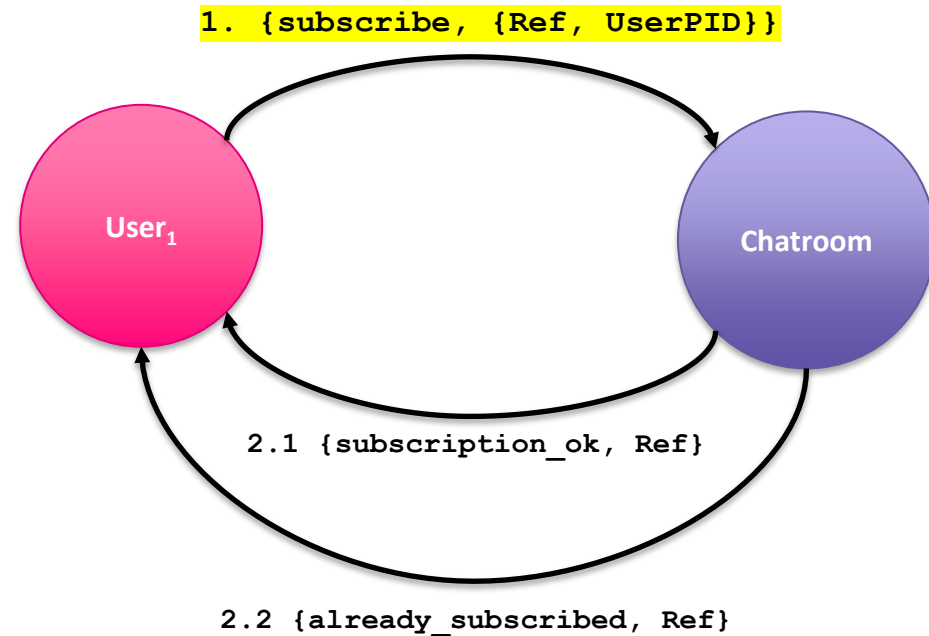 1. {subscribe, {Ref, UserPID}}
User1
Chatroom
2.1 {subscription_ok, Ref}
2.2 {already_subscribed, Ref}